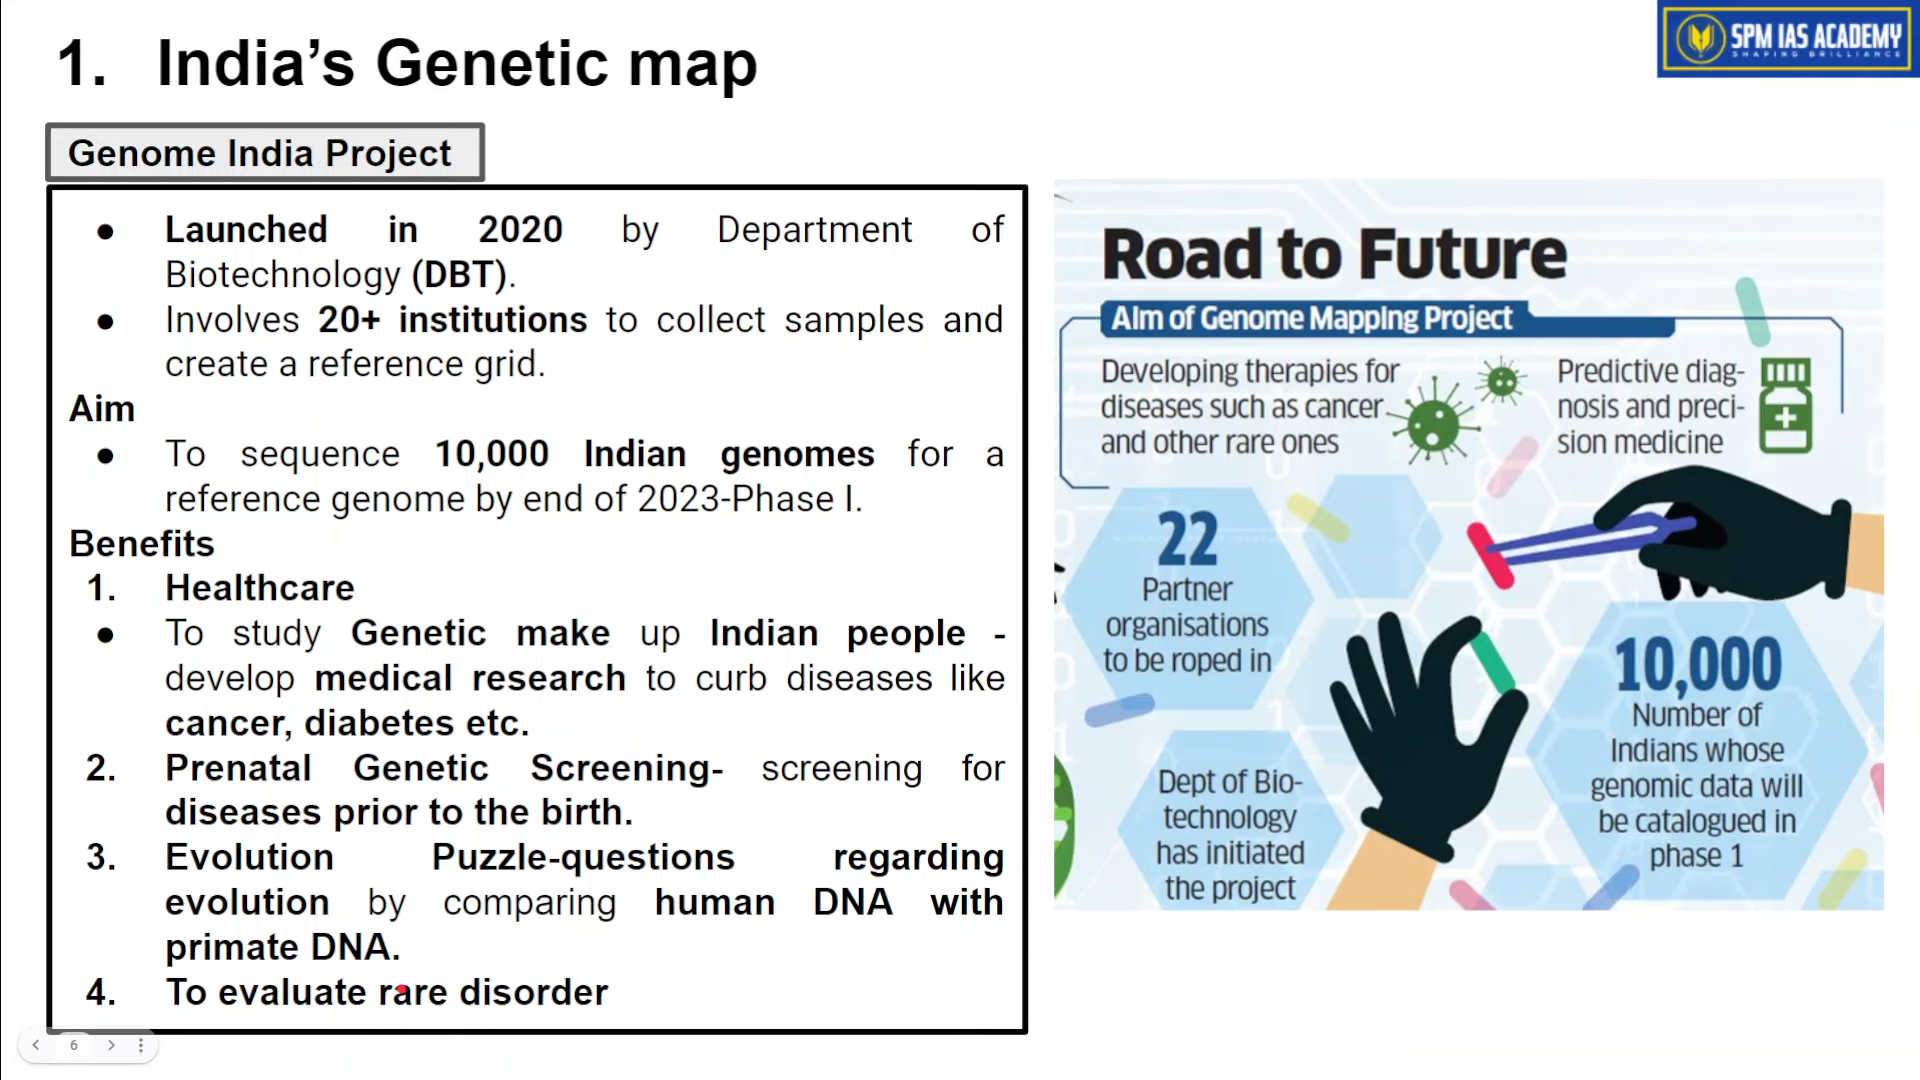 1. India’s Genetic map
SPM IAS ACADEMY
SHAPING BRILLIANCE
Genome India Project
● Launched in 2020 by Department of
Biotechnology (DBT).
● Involves 20+ institutions to collect samples and
create a reference grid.
Aim
● To sequence 10,000 Indian genomes for a
reference genome by end of 2023-Phase I.
Benefits
1. Healthcare
● To study Genetic make up Indian people -
develop medical research to curb diseases like
cancer, diabetes etc.
2. Prenatal Genetic Screening- screening for
diseases prior to the birth.
3. Evolution Puzzle-questions regarding
evolution by comparing human DNA with
primate DNA.
4. To evaluate rare disorder
Road to Future
Aim of Genome Mapping Project
Developing therapies for
diseases such as cancer
and other rare ones
Predictive diag-
nosis and preci-
sion medicine
22
Partner
organisations
to be roped in
10,000
Number of
Indians whose
genomic data will
be catalogued in
phase 1
Dept of Bio-
technology
has initiated
the project
6